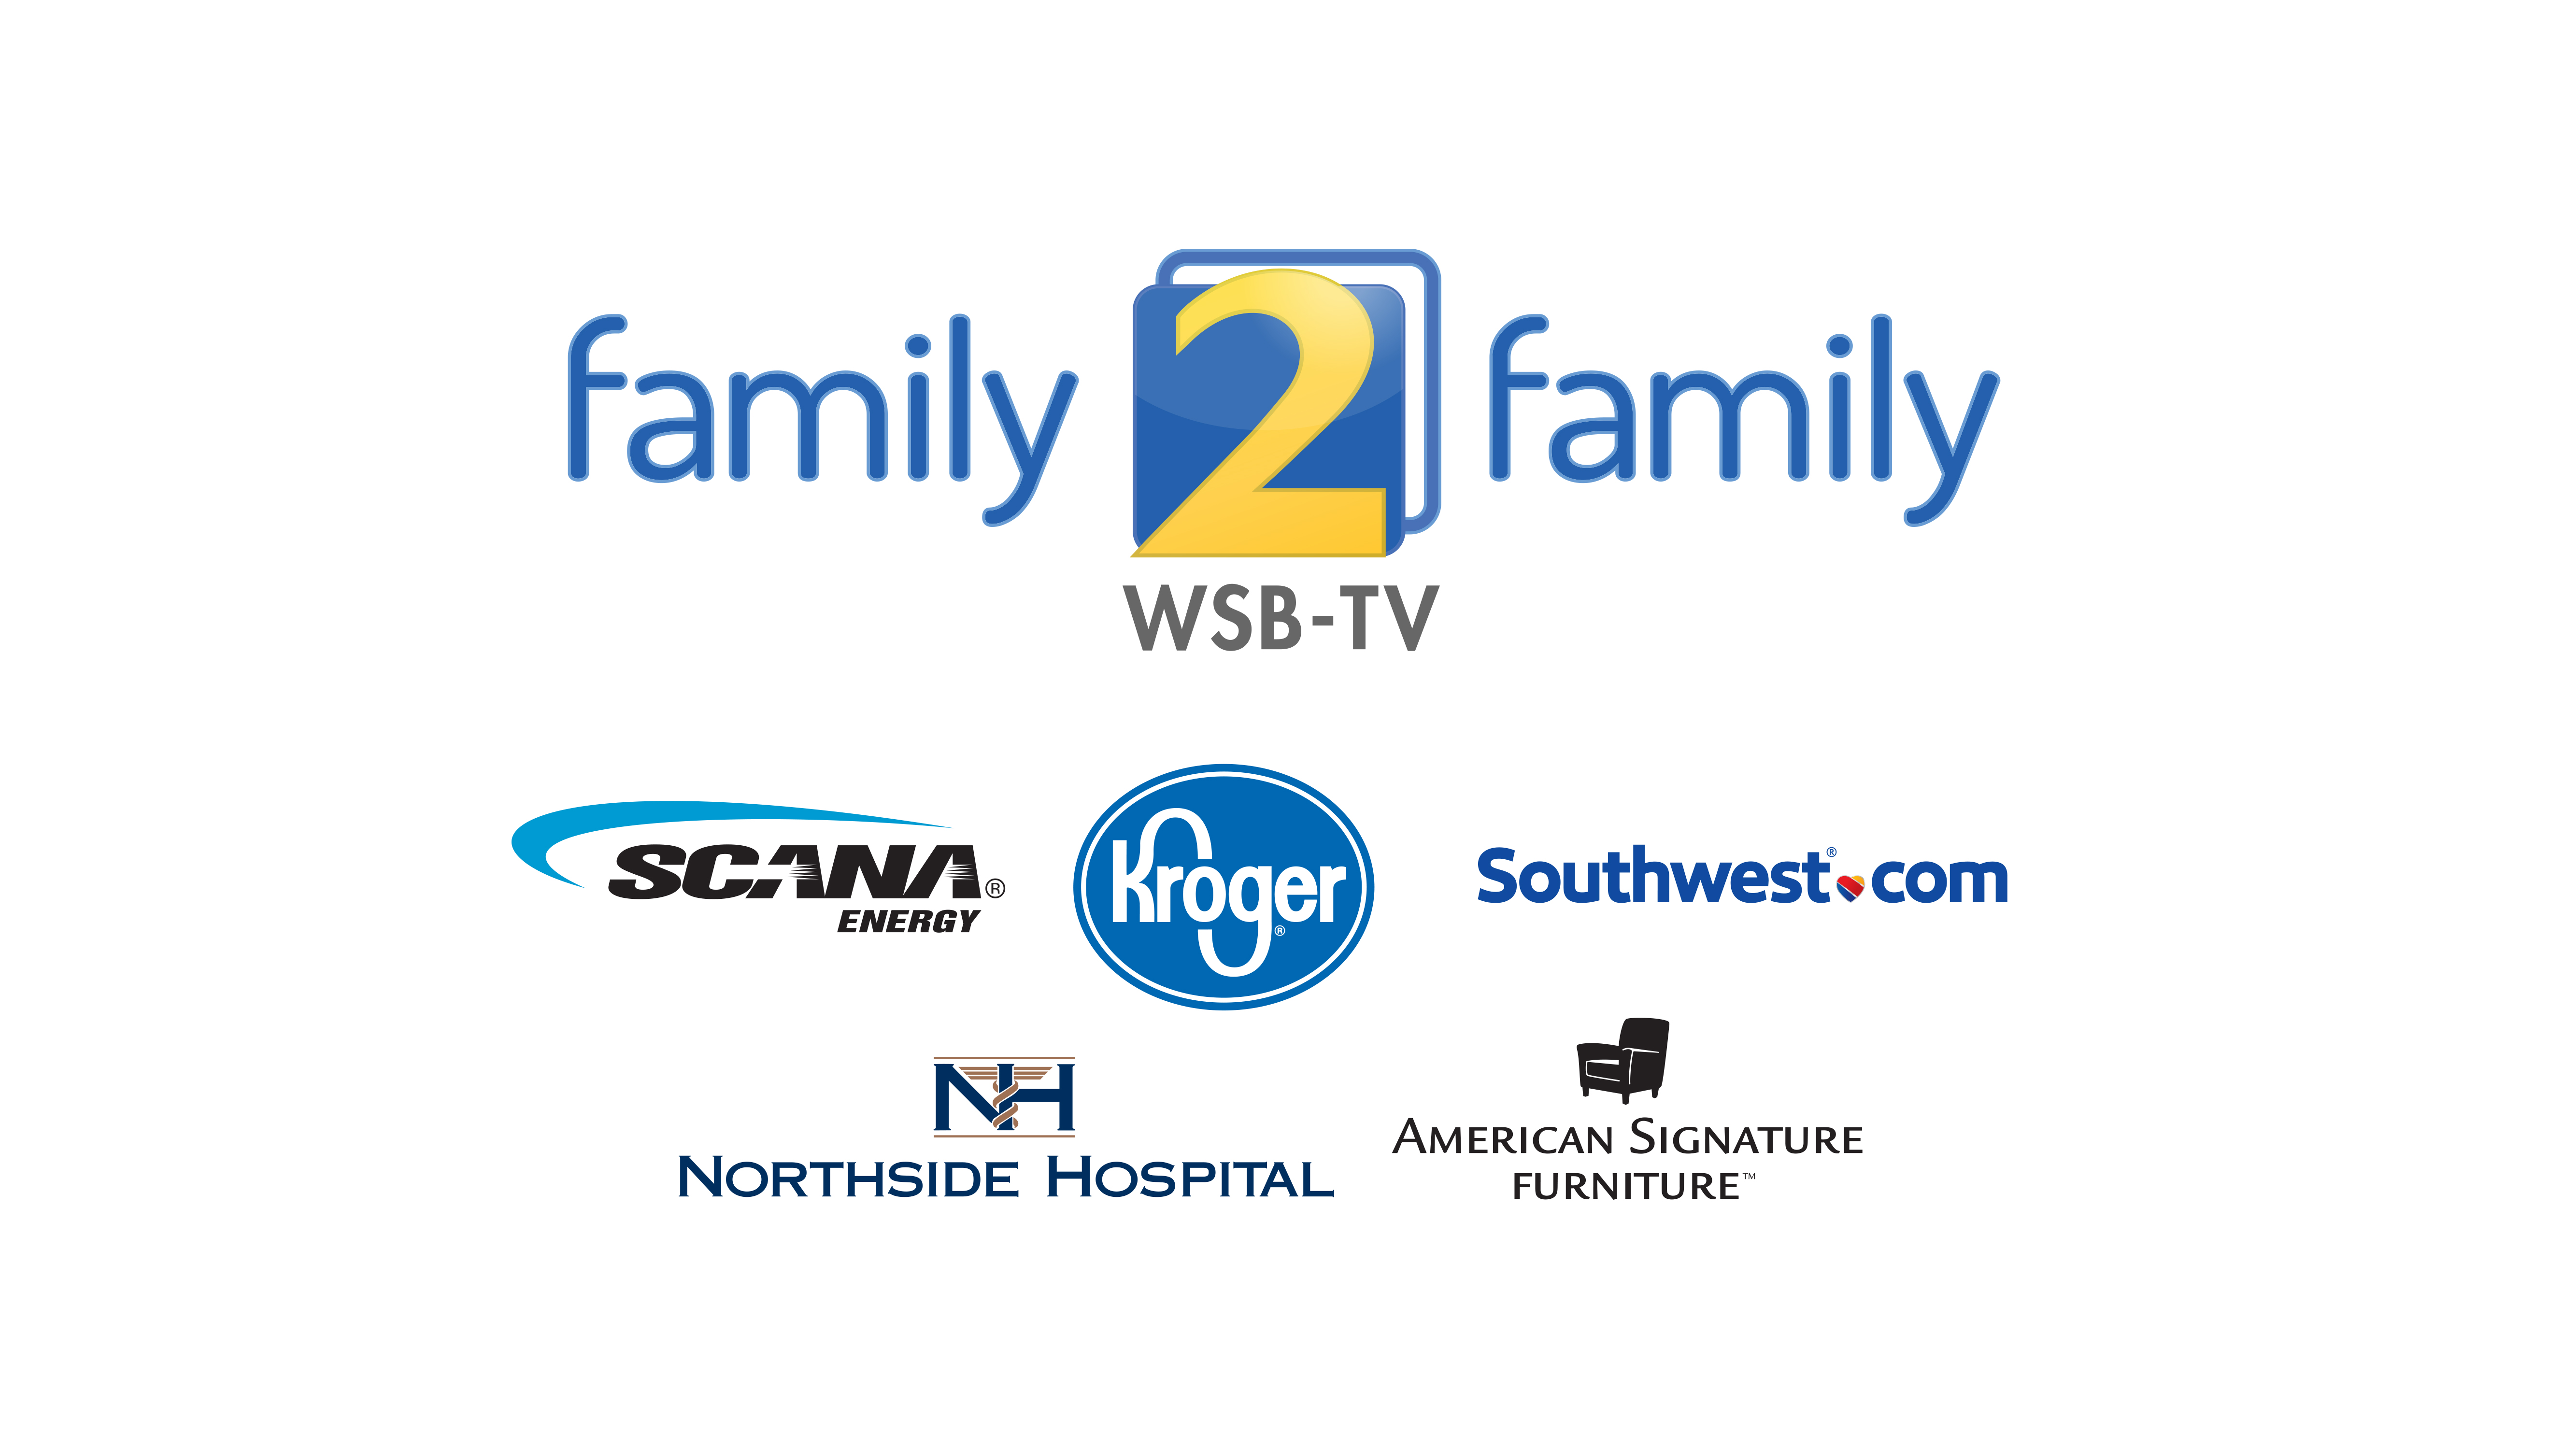 family 2 family
WSB-TV
SCANA®
ENERGY
Kroger®
Southwest®com
NH
NORTHSIDE HOSPITAL
AMERICAN SIGNATURE
FURNITURE™